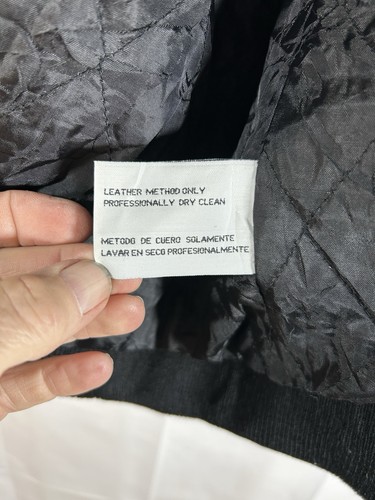 LEATHER METHOD ONLY
PROFESSIONALLY DRY CLEAN
METODO DE CUERO SOLAMENTE
LAVAR EN SECO PROFESIONALMENTE